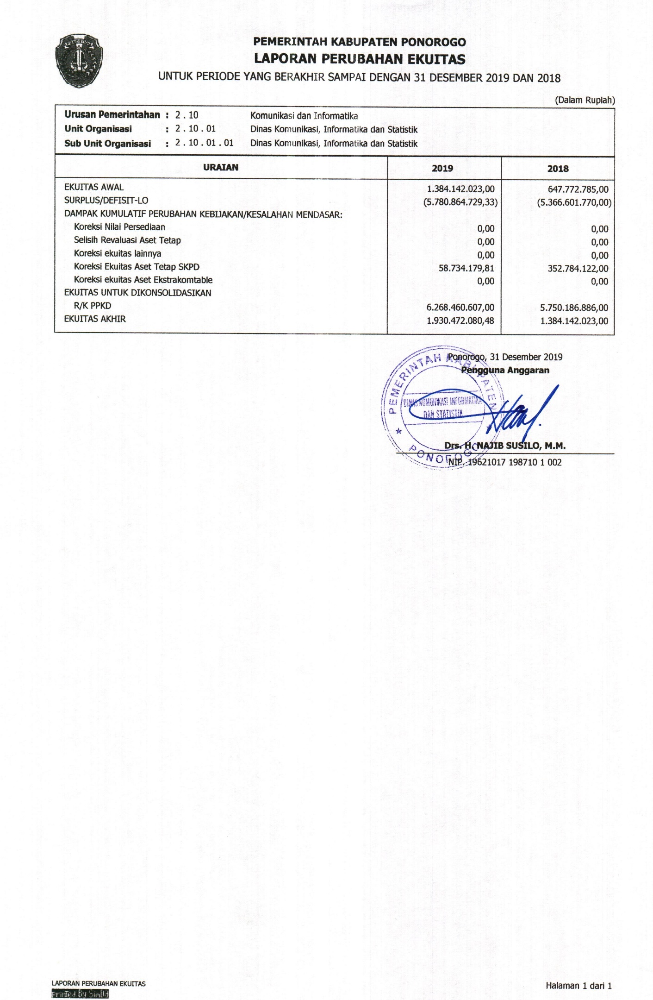 PONOROGO
PEMERINTAH KABUPATEN PONOROGO
LAPORAN PERUBAHAN EKUITAS
UNTUK PERIODE YANG BERAKHIR SAMPAI DENGAN 31 DESEMBER 2019 DAN 2018
(Dalam Rupiah)
Urusan Pemerintahan : 2 . 10 Komunikasi dan Informatika
Unit Organisasi : 2 . 10 . 01 Dinas Komunikasi, Informatika dan Statistik
Sub Unit Organisasi : 2 . 10 . 01 . 01 Dinas Komunikasi, Informatika dan Statistik
URAIAN 2019 2018
EKUITAS AWAL 1.384.142.023,00 647.772.785,00
SURPLUS/DEFISIT-LO (5.780.864.729,33) (5.366.601.770,00)
DAMPAK KUMULATIF PERUBAHAN KEBIJAKAN/KESALAHAN MENDASAR:
Koreksi Nilai Persediaan 0,00 0,00
Selisih Revaluasi Aset Tetap 0,00 0,00
Koreksi ekuitas lainnya 0,00 0,00
Koreksi Ekuitas Aset Tetap SKPD 58.734.179,81 352.784.122,00
Koreksi ekuitas Aset Ekstrakomtable 0,00 0,00
EKUITAS UNTUK DIKONSOLIDASIKAN
R/K PPKD 6.268.460.607,00 5.750.186.886,00
EKUITAS AKHIR 1.930.472.080,48 1.384.142.023,00
Ponorogo, 31 Desember 2019
Pengguna Anggaran
PEMERINTAH KABUPATEN
DINAS KOMUNIKASI INFORMATIKA
DAN STATISTIK
PONOROGO
Drs. H. NAJIB SUSILO, M.M.
NIP. 19621017 198710 1 002
LAPORAN PERUBAHAN EKUITAS
Printed By SimDa
Halaman 1 dari 1